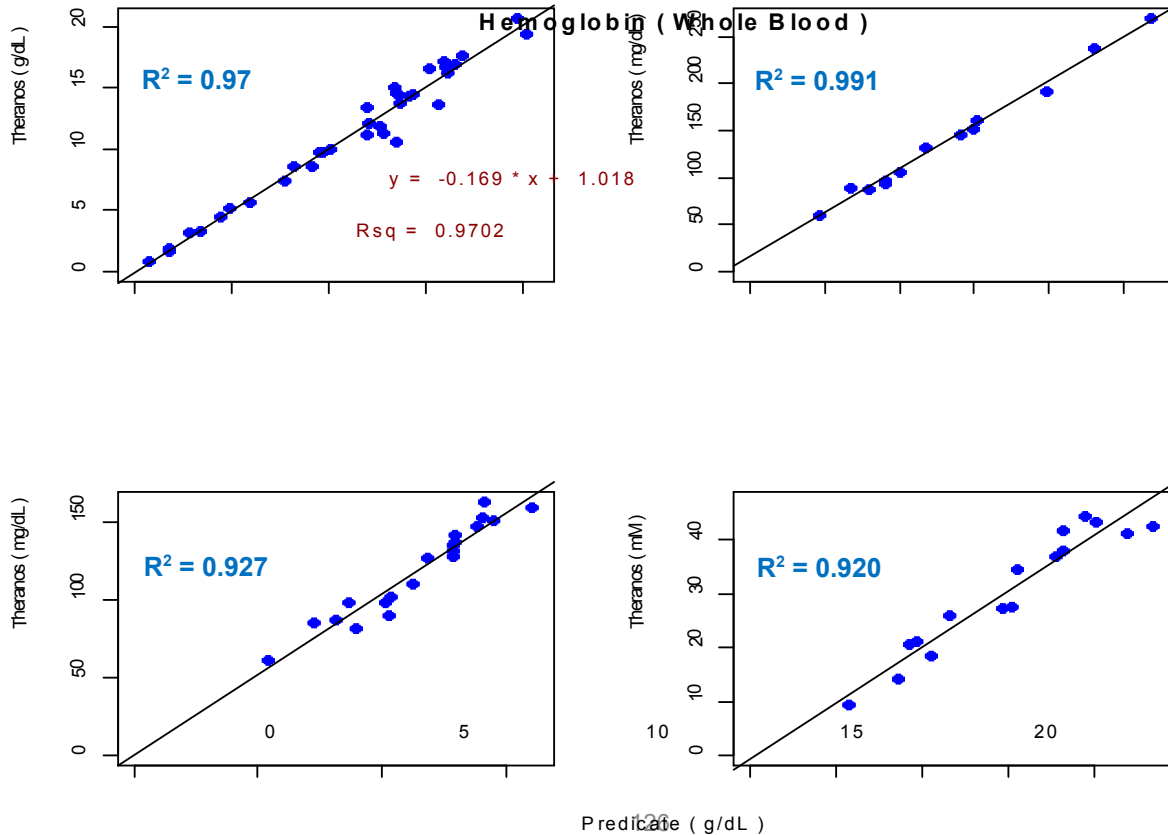 Hemoglobin ( Whole Blood )
Theranos ( g/dL )
20
15
10
5
0
R² = 0.97
y = -0.169 * x + 1.018
Rsq = 0.9702
Theranos ( mg/dL )
250
150
100
50
0
R² = 0.991
Theranos ( mg/dL )
150
100
50
0
R² = 0.927
Theranos ( mM )
40
30
20
10
0
R² = 0.920
0 5 10 15 20
Predicate ( g/dL )
126